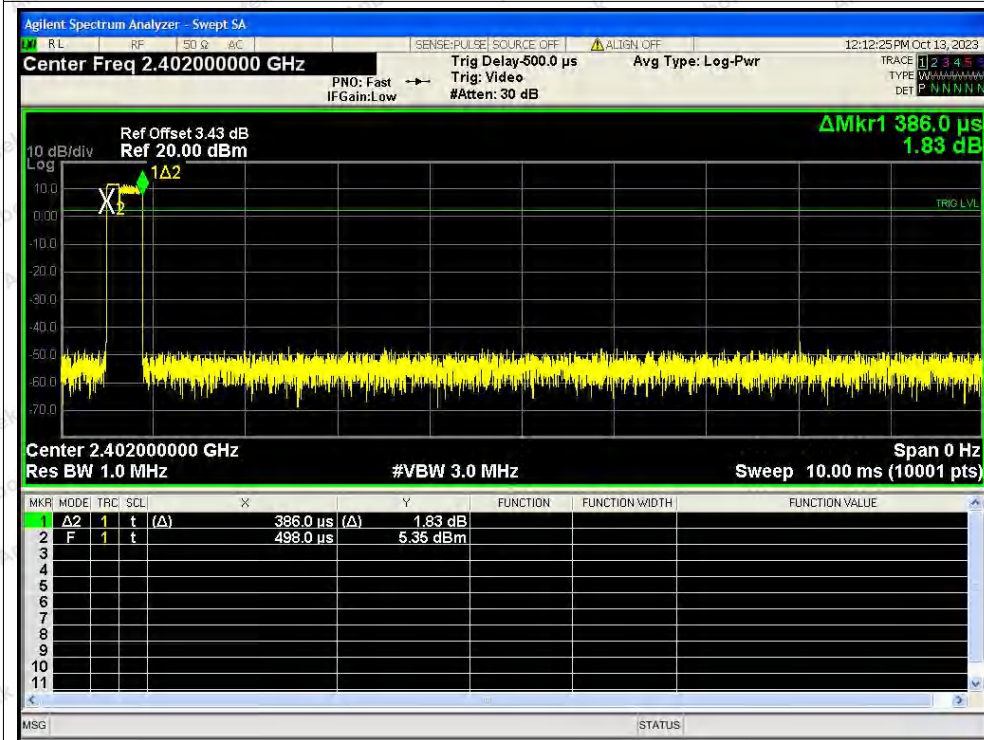 Agilent Spectrum Analyzer - Swept SA
RL RF 50 Ω AC SENSE:PULSE SOURCE OFF ALIGN OFF 12:12:25 PM Oct 13, 2023
Center Freq 2.402000000 GHz
PNO: Fast
IFGain:Low
Trig Delay-500.0 µs
Trig: Video
#Atten: 30 dB
Avg Type: Log-Pwr
TRACE 1 2 3 4 5
TYPE
DET P N N N N N
ΔMkr1 386.0 µs
1.83 dB
Ref Offset 3.43 dB
10 dB/div Ref 20.00 dBm
Log
1Δ2
10.0
2
TRIG LVL
0.00
-10.0
-20.0
-30.0
-40.0
-50.0
-60.0
-70.0
Center 2.402000000 GHz Span 0 Hz
Res BW 1.0 MHz #VBW 3.0 MHz Sweep 10.00 ms (10001 pts)
MKR MODE TRC SCL X Y FUNCTION FUNCTION WIDTH FUNCTION VALUE
1 Δ2 1 t (Δ) 386.0 µs (Δ) 1.83 dB
2 F 1 t 498.0 µs 5.35 dBm
3
4
5
6
7
8
9
10
11
MSG STATUS